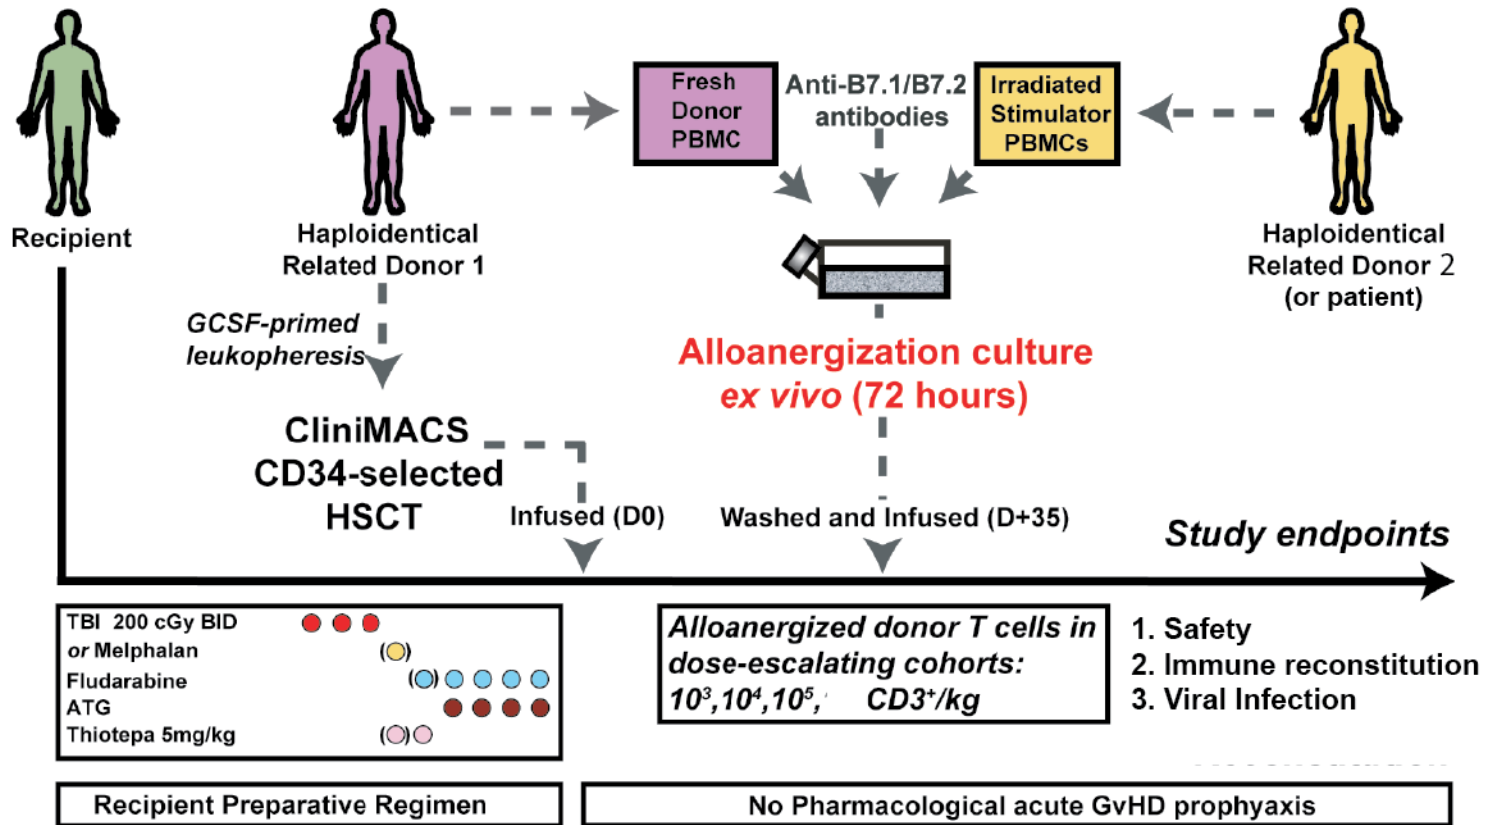 Recipient
Haploidentical
Related Donor 1
Fresh
Donor
PBMC
Anti-B7.1/B7.2
antibodies
Irradiated
Stimulator
PBMCs
Haploidentical
Related Donor 2
(or patient)
GCSF-primed
leukopheresis
Alloanergization culture
ex vivo (72 hours)
CliniMACS
CD34-selected
HSCT
Infused (D0)
Washed and Infused (D+35)
Study endpoints
TBI 200 cGy BID
or Melphalan
Fludarabine
ATG
Thiotepa 5mg/kg
Alloanergized donor T cells in
dose-escalating cohorts:
10³,10⁴,10⁵, CD3⁺/kg
1. Safety
2. Immune reconstitution
3. Viral Infection
Recipient Preparative Regimen
No Pharmacological acute GvHD prophyaxis